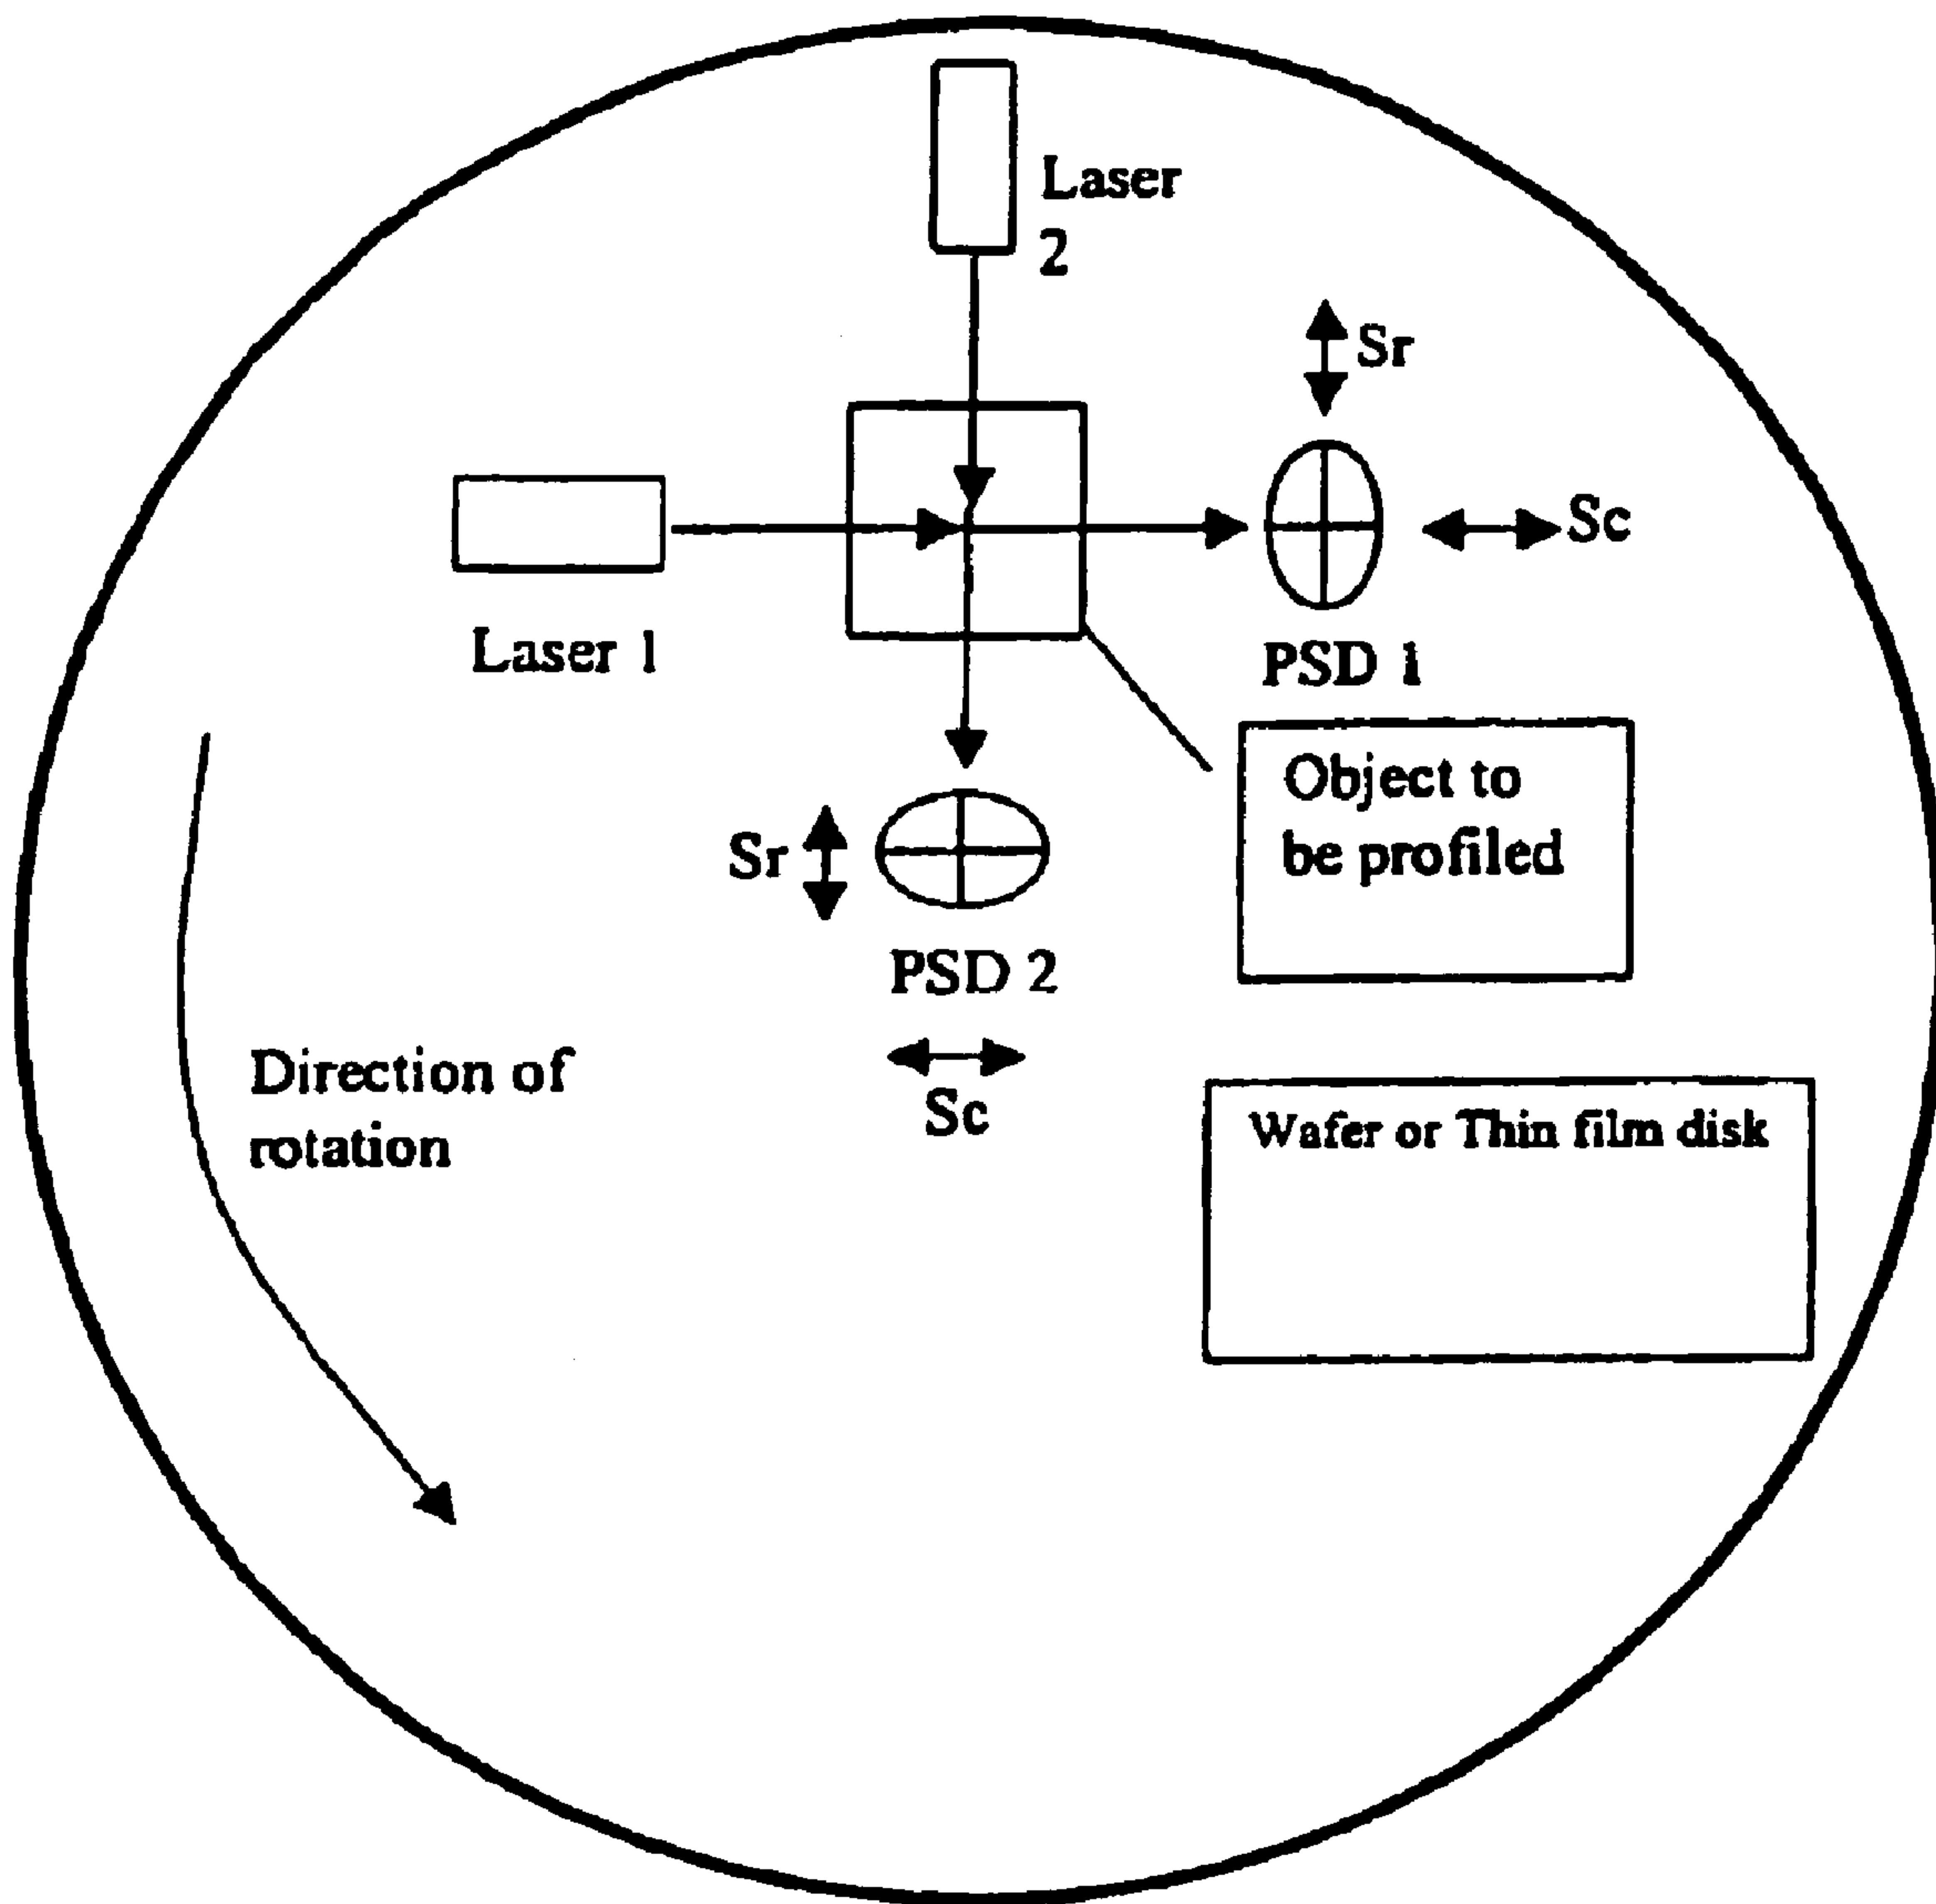 Laser
2
Sr
Sc
Laser 1
PSD 1
Object to
be profiled
Sr
PSD 2
Sc
Direction of
rotation
Wafer or Thin film disk